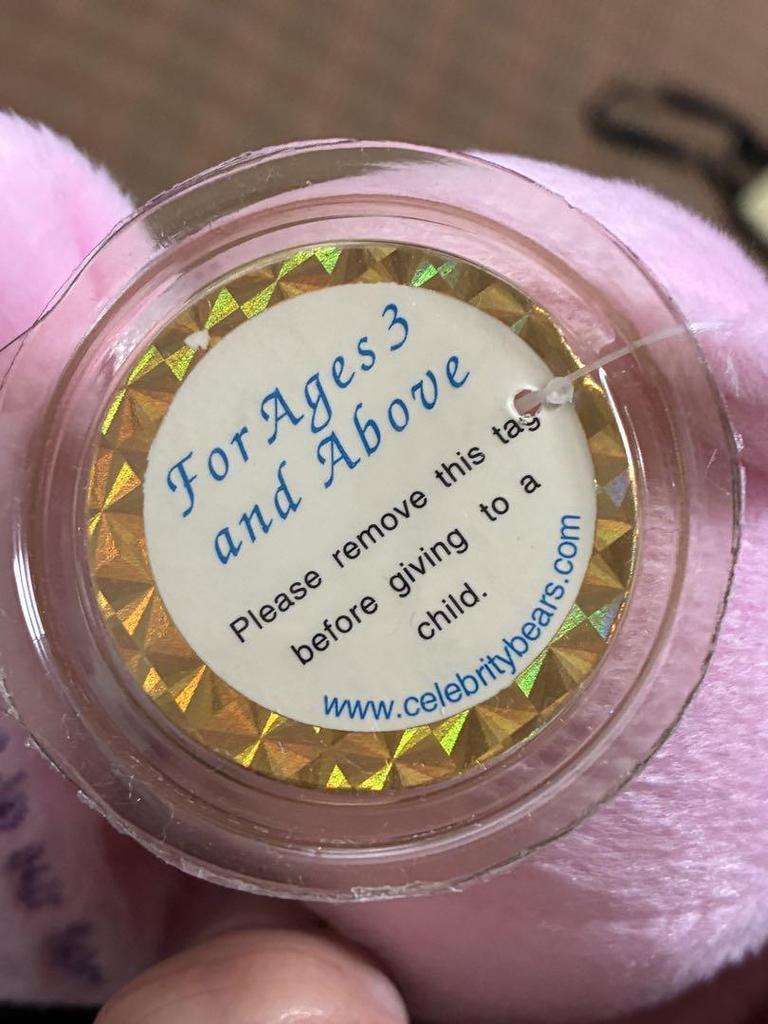 For Ages 3
and Above
Please remove this tag
before giving to a
child.
www.celebritybears.com